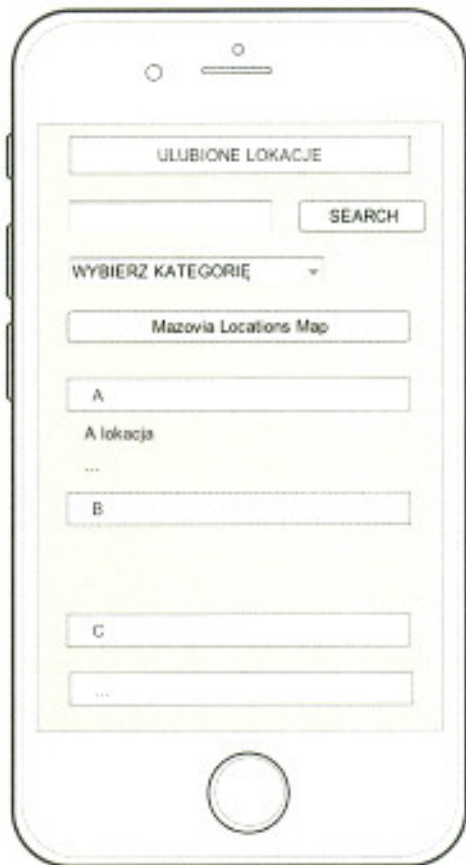 ULUBIONE LOKACJE
SEARCH
WYBIERZ KATEGORIĘ
Mazovia Locations Map
A
A lokacja
...
B
C
...